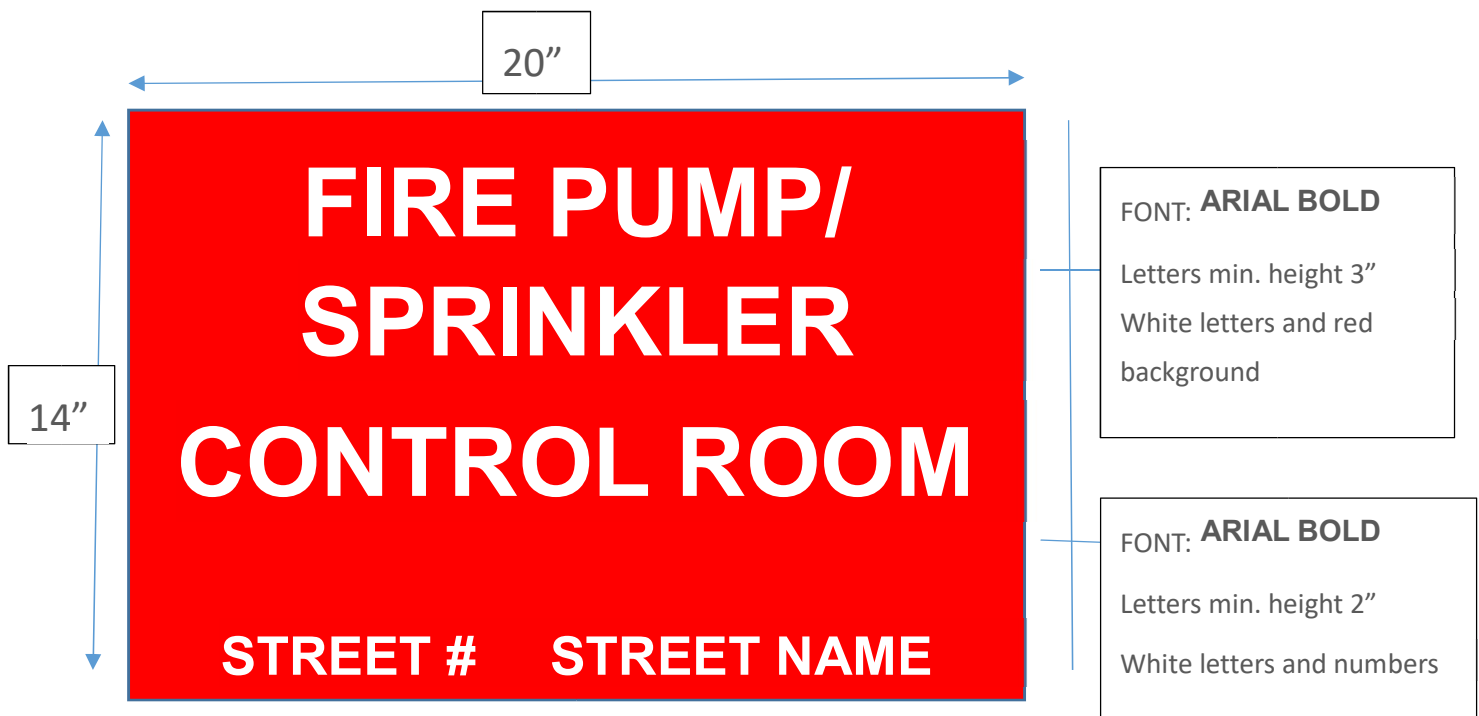 20”
14”
FIRE PUMP/
SPRINKLER
CONTROL ROOM
STREET # STREET NAME
FONT: ARIAL BOLD
Letters min. height 3”
White letters and red
background
FONT: ARIAL BOLD
Letters min. height 2”
White letters and numbers